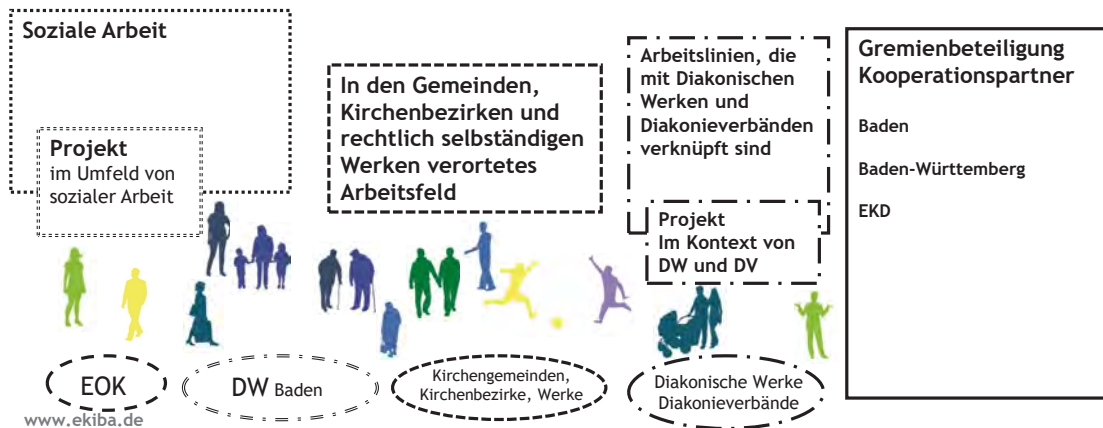 Soziale Arbeit
Projekt
im Umfeld von
sozialer Arbeit
In den Gemeinden,
Kirchenbezirken und
rechtlich selbständigen
Werken verortetes
Arbeitsfeld
Arbeitslinien, die
mit Diakonischen
Werken und
Diakonieverbänden
verknüpft sind
Projekt
Im Kontext von
DW und DV
Gremienbeteiligung
Kooperationspartner
Baden
Baden-Württemberg
EKD
EOK
DW Baden
Kirchengemeinden,
Kirchenbezirke, Werke
Diakonische Werke
Diakonieverbände
www.ekiba.de